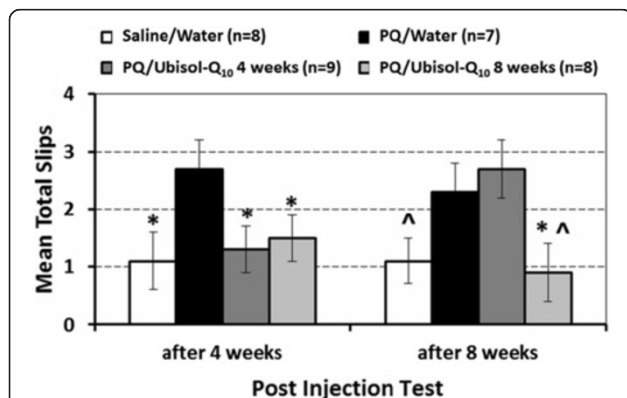 Saline/Water (n=8)
PQ/Water (n=7)
PQ/Ubisol-Q₁₀ 4 weeks (n=9)
PQ/Ubisol-Q₁₀ 8 weeks (n=8)
Mean Total Slips
4
3
2
1
0
* * * ^ * ^
after 4 weeks
after 8 weeks
Post Injection Test